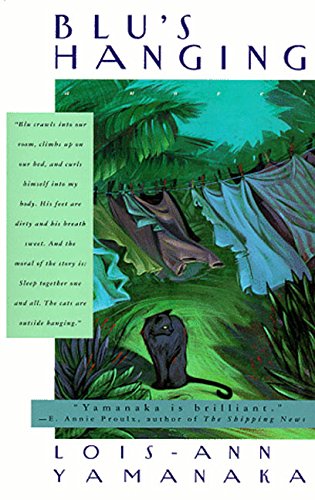 BLU'S
HANGING
a novel
"Blu crawls into our
room, climbs up on
our bed, and curls
himself into my
body. His feet are
dirty and his breath
sweet. And the
moral of the story is:
Sleep together one
and all. The cats are
outside hanging."
"Yamanaka is brilliant."
—E. Annie Proulx, author of The Shipping News
LOIS-ANN
YAMANAKA